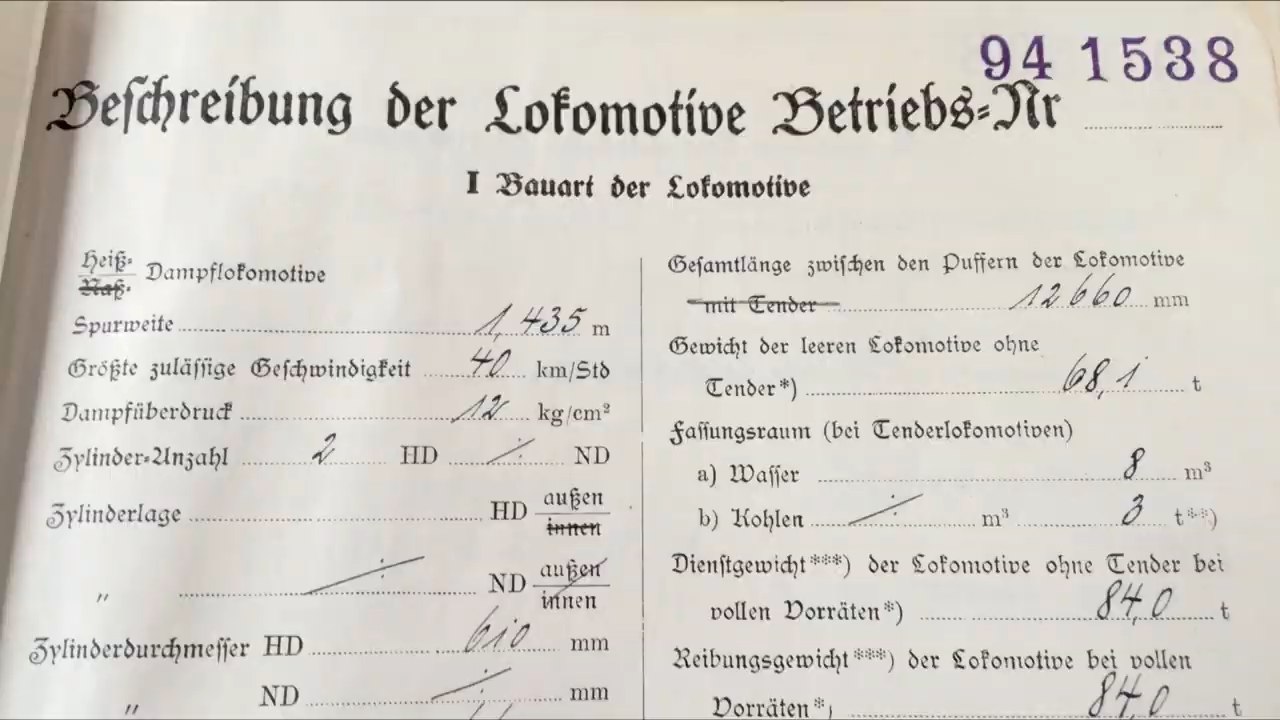 94 1538
Beschreibung der Lokomotive Betriebs-Nr
I Bauart der Lokomotive
Heiß-
Naß-
Dampflokomotive
Spurweite 1,435 m
Größte zulässige Geschwindigkeit 40 km/Std
Dampfüberdruck 12 kg/cm²
Zylinder-Anzahl 2 HD ./. ND
Zylinderlage HD außen
innen
„ ./. ND außen
innen
Zylinderdurchmesser HD 610 mm
„ ND ./. mm
Gesamtlänge zwischen den Puffern der Lokomotive
mit Tender 12 660 mm
Gewicht der leeren Lokomotive ohne
Tender*) 68,1 t
Fassungsraum (bei Tenderlokomotiven)
a) Wasser 8 m³
b) Kohlen ./. m³ 3 t**)
Dienstgewicht***) der Lokomotive ohne Tender bei
vollen Vorräten*) 84,0 t
Reibungsgewicht***) der Lokomotive bei vollen
Vorräten*) 84,0 t